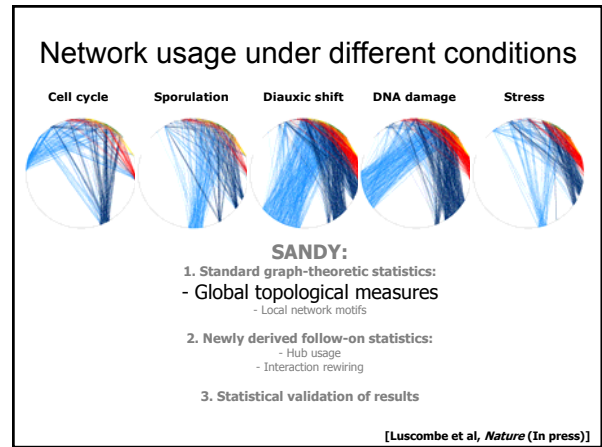 Network usage under different conditions
Cell cycle Sporulation Diauxic shift DNA damage Stress
SANDY:
1. Standard graph-theoretic statistics:
- Global topological measures
- Local network motifs
2. Newly derived follow-on statistics:
- Hub usage
- Interaction rewiring
3. Statistical validation of results
[Luscombe et al, Nature (In press)]